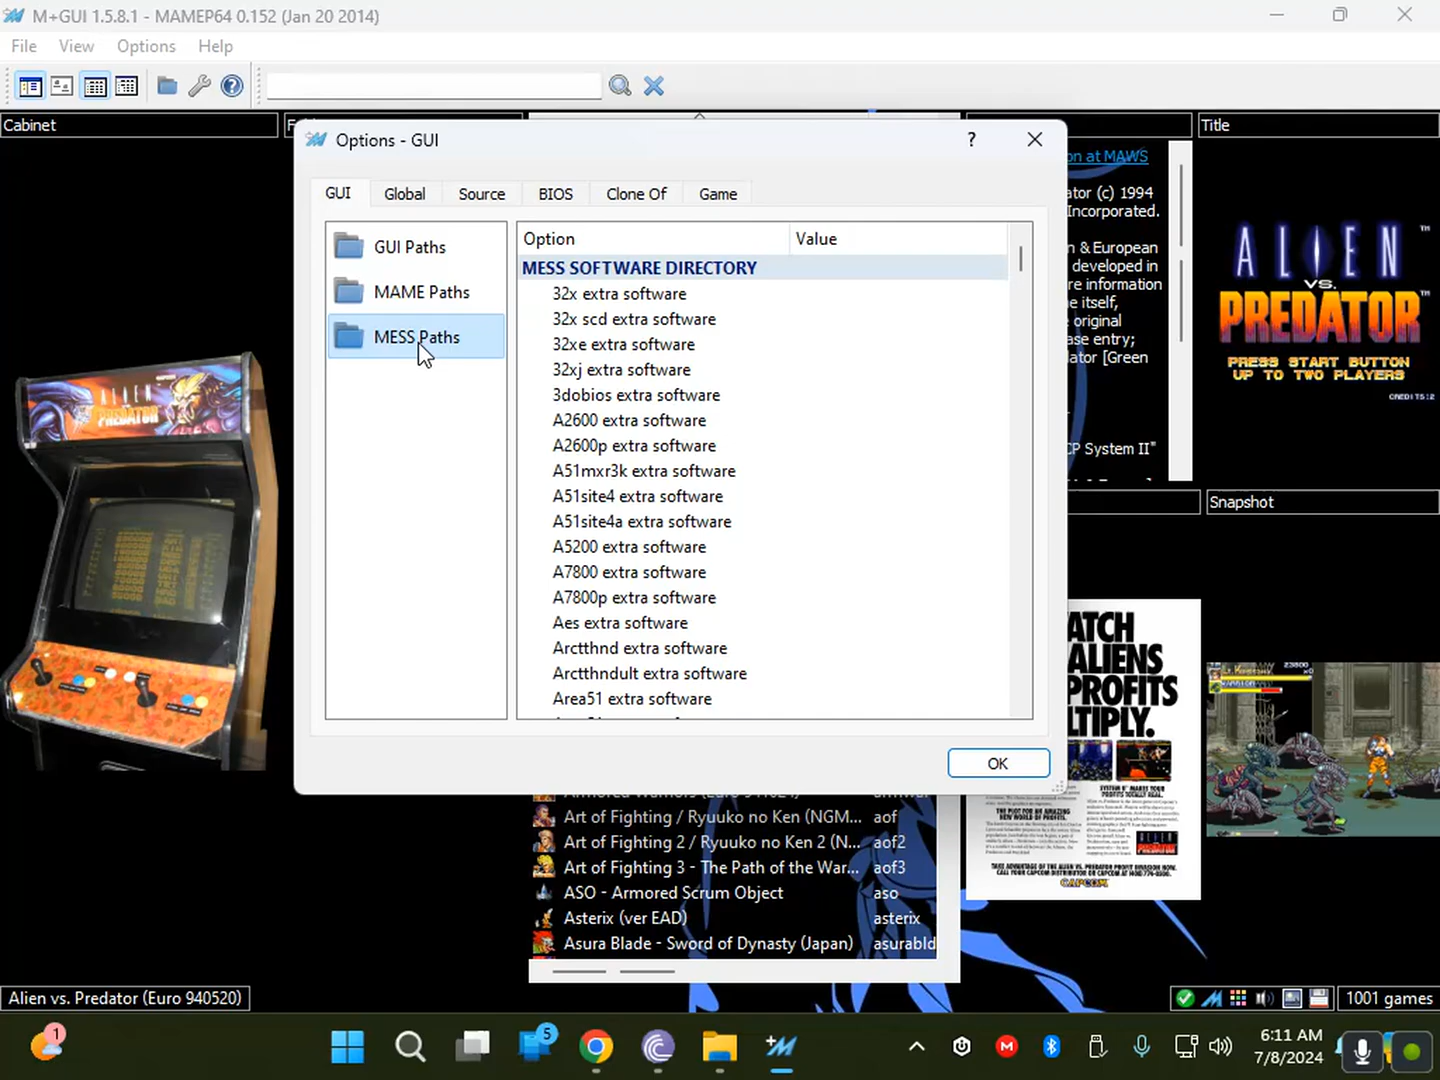 M+GUI 1.5.8.1 - MAMEP64 0.152 (Jan 20 2014)
File View Options Help
Cabinet
Title
Options - GUI
?
GUI Global Source BIOS Clone Of Game
GUI Paths
MAME Paths
MESS Paths
Option Value
MESS SOFTWARE DIRECTORY
32x extra software
32x scd extra software
32xe extra software
32xj extra software
3dobios extra software
A2600 extra software
A2600p extra software
A51mxr3k extra software
A51site4 extra software
A51site4a extra software
A5200 extra software
A7800 extra software
A7800p extra software
Aes extra software
Arctthnd extra software
Arctthndult extra software
Area51 extra software
OK
on at MAWS
ator (c) 1994
Incorporated.
n & European
developed in
re information
e itself,
original
ase entry;
lator [Green
CP System II"
ALIEN
VS.
PREDATOR
TM
PRESS START BUTTON
UP TO TWO PLAYERS
CREDITS:2
Snapshot
ALIEN
PREDATOR
ATCH
ALIENS
PROFITS
LTIPLY.
CAPCOM
Art of Fighting / Ryuuko no Ken (NGM... aof
Art of Fighting 2 / Ryuuko no Ken 2 (N... aof2
Art of Fighting 3 - The Path of the War... aof3
ASO - Armored Scrum Object aso
Asterix (ver EAD) asterix
Asura Blade - Sword of Dynasty (Japan) asurabld
Alien vs. Predator (Euro 940520)
1001 games
1
5
6:11 AM
7/8/2024